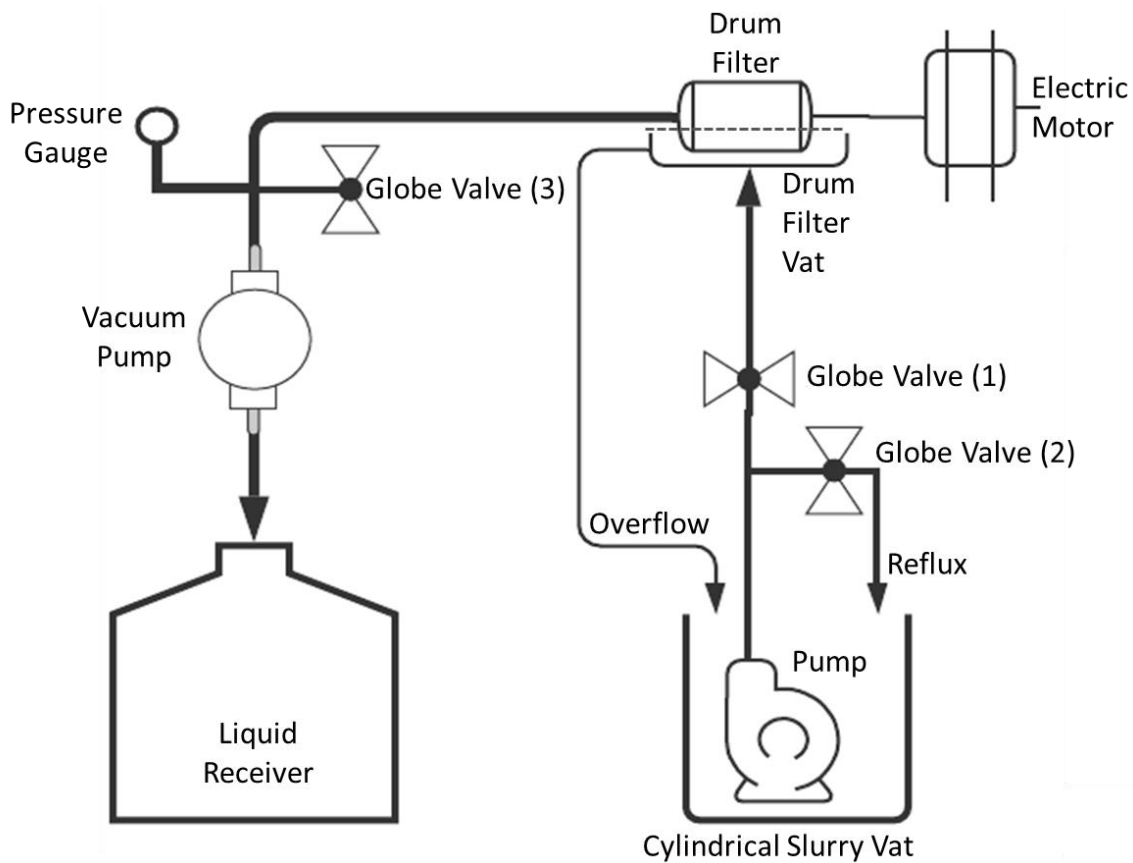 Drum
Filter
Electric
Motor
Pressure
Gauge
Globe Valve (3)
Drum
Filter
Vat
Vacuum
Pump
Globe Valve (1)
Globe Valve (2)
Overflow
Reflux
Pump
Liquid
Receiver
Cylindrical Slurry Vat